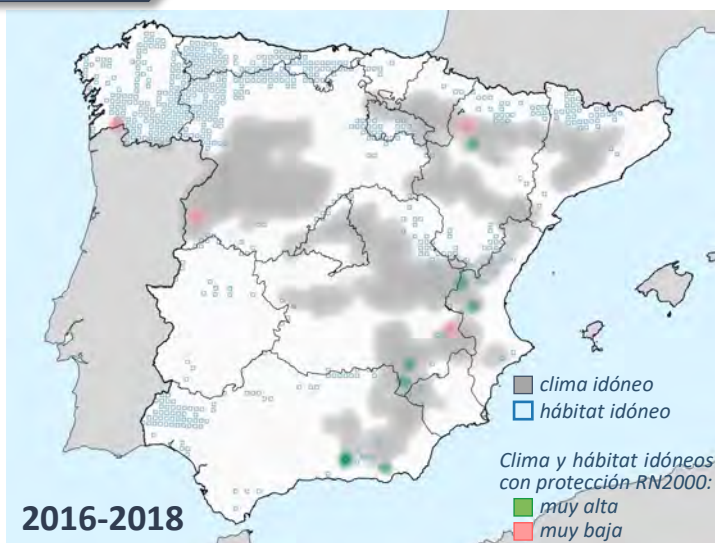 clima idóneo
hábitat idóneo
Clima y hábitat idóneos
con protección RN2000:
muy alta
muy baja
2016-2018